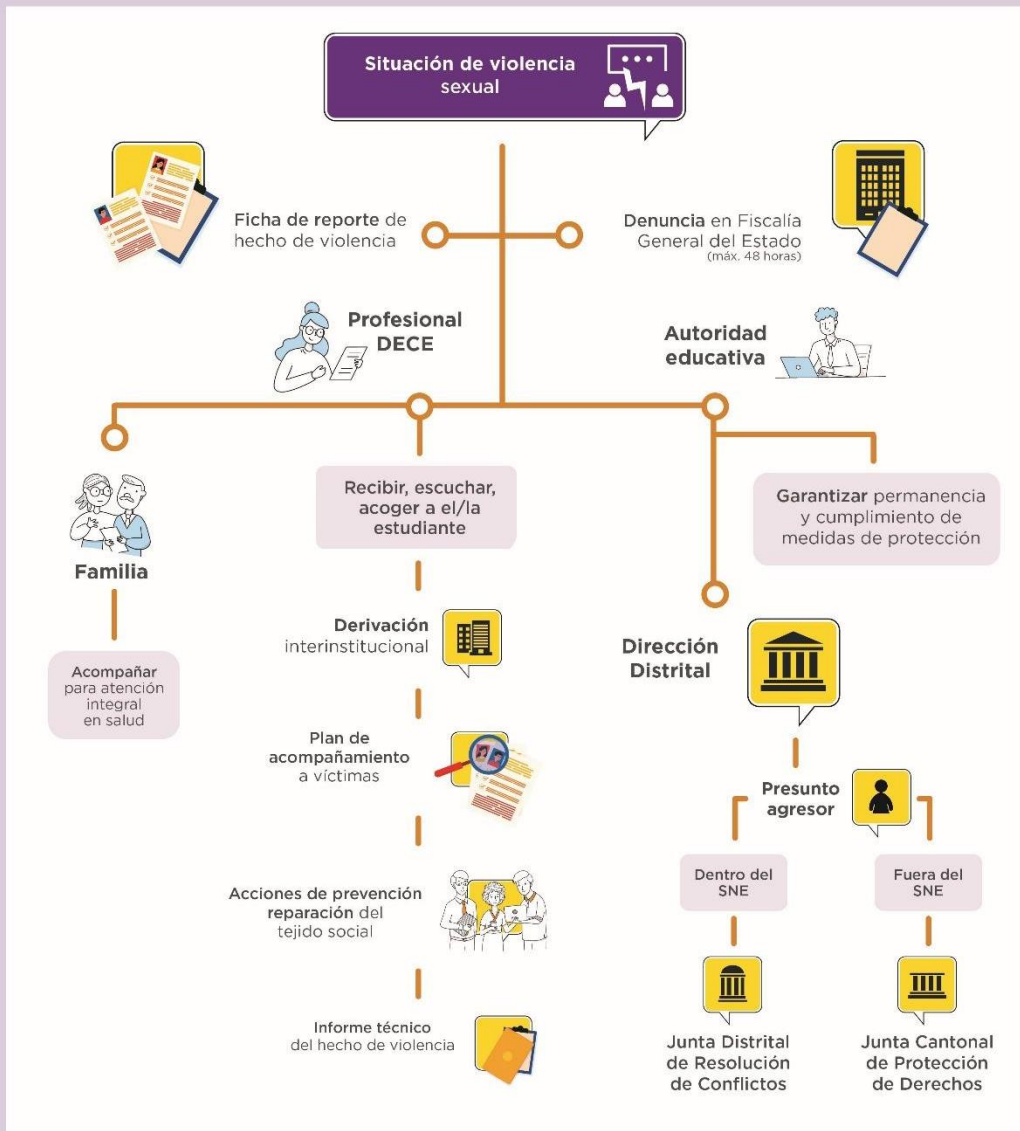 Situación de violencia
sexual
Ficha de reporte de
hecho de violencia
Denuncia en Fiscalía
General del Estado
(máx. 48 horas)
Profesional
DECE
Autoridad
educativa
Familia
Acompañar
para atención
integral
en salud
Recibir, escuchar,
acoger a el/la
estudiante
Derivación
interinstitucional
Plan de
acompañamiento
a víctimas
Acciones de prevención
reparación del
tejido social
Informe técnico
del hecho de violencia
Garantizar permanencia
y cumplimiento de
medidas de protección
Dirección
Distrital
Presunto
agresor
Dentro del
SNE
Fuera del
SNE
Junta Distrital
de Resolución
de Conflictos
Junta Cantonal
de Protección
de Derechos